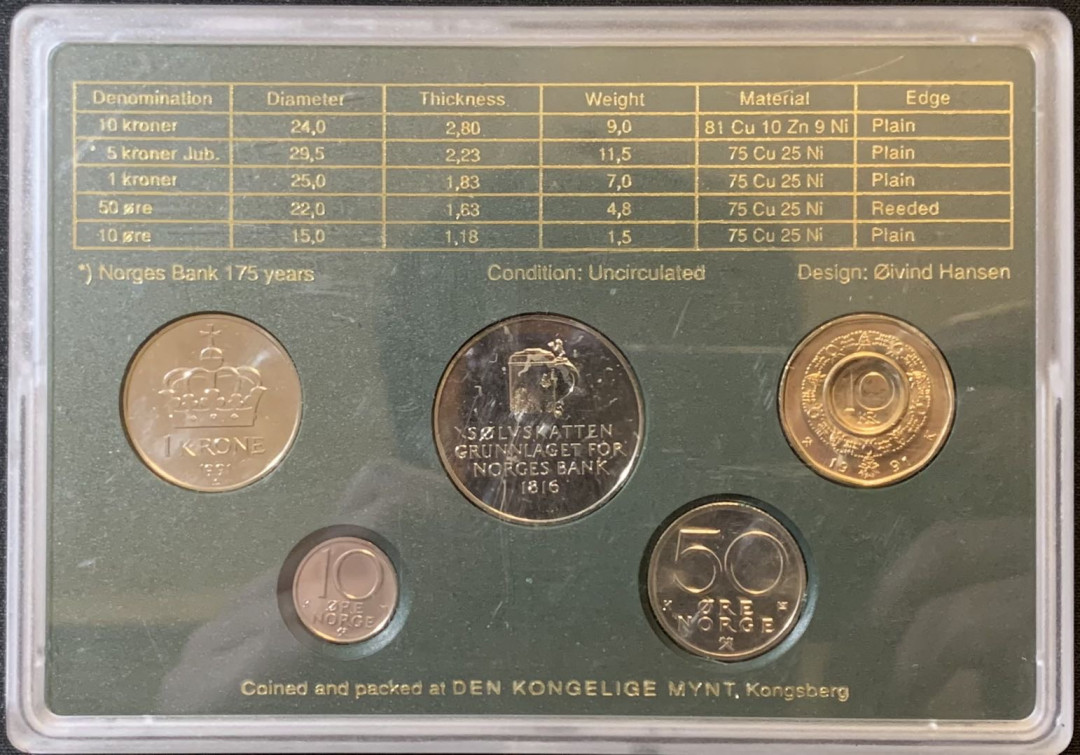 Denomination Diameter Thickness Weight Material Edge
10 kroner 24,0 2,80 9,0 81 Cu 10 Zn 9 Ni Plain
* 5 kroner Jub. 29,5 2,23 11,5 75 Cu 25 Ni Plain
1 kroner 25,0 1,83 7,0 75 Cu 25 Ni Plain
50 øre 22,0 1,63 4,8 75 Cu 25 Ni Reeded
10 øre 15,0 1,18 1,5 75 Cu 25 Ni Plain
*) Norges Bank 175 years Condition: Uncirculated Design: Øivind Hansen
1 KRONE
1991
SØLVSKATTEN
GRUNNLAGET FOR
NORGES BANK
1816
10
KR
19 91
K
10
ØRE
NORGE
50
ØRE
NORGE
Coined and packed at DEN KONGELIGE MYNT, Kongsberg